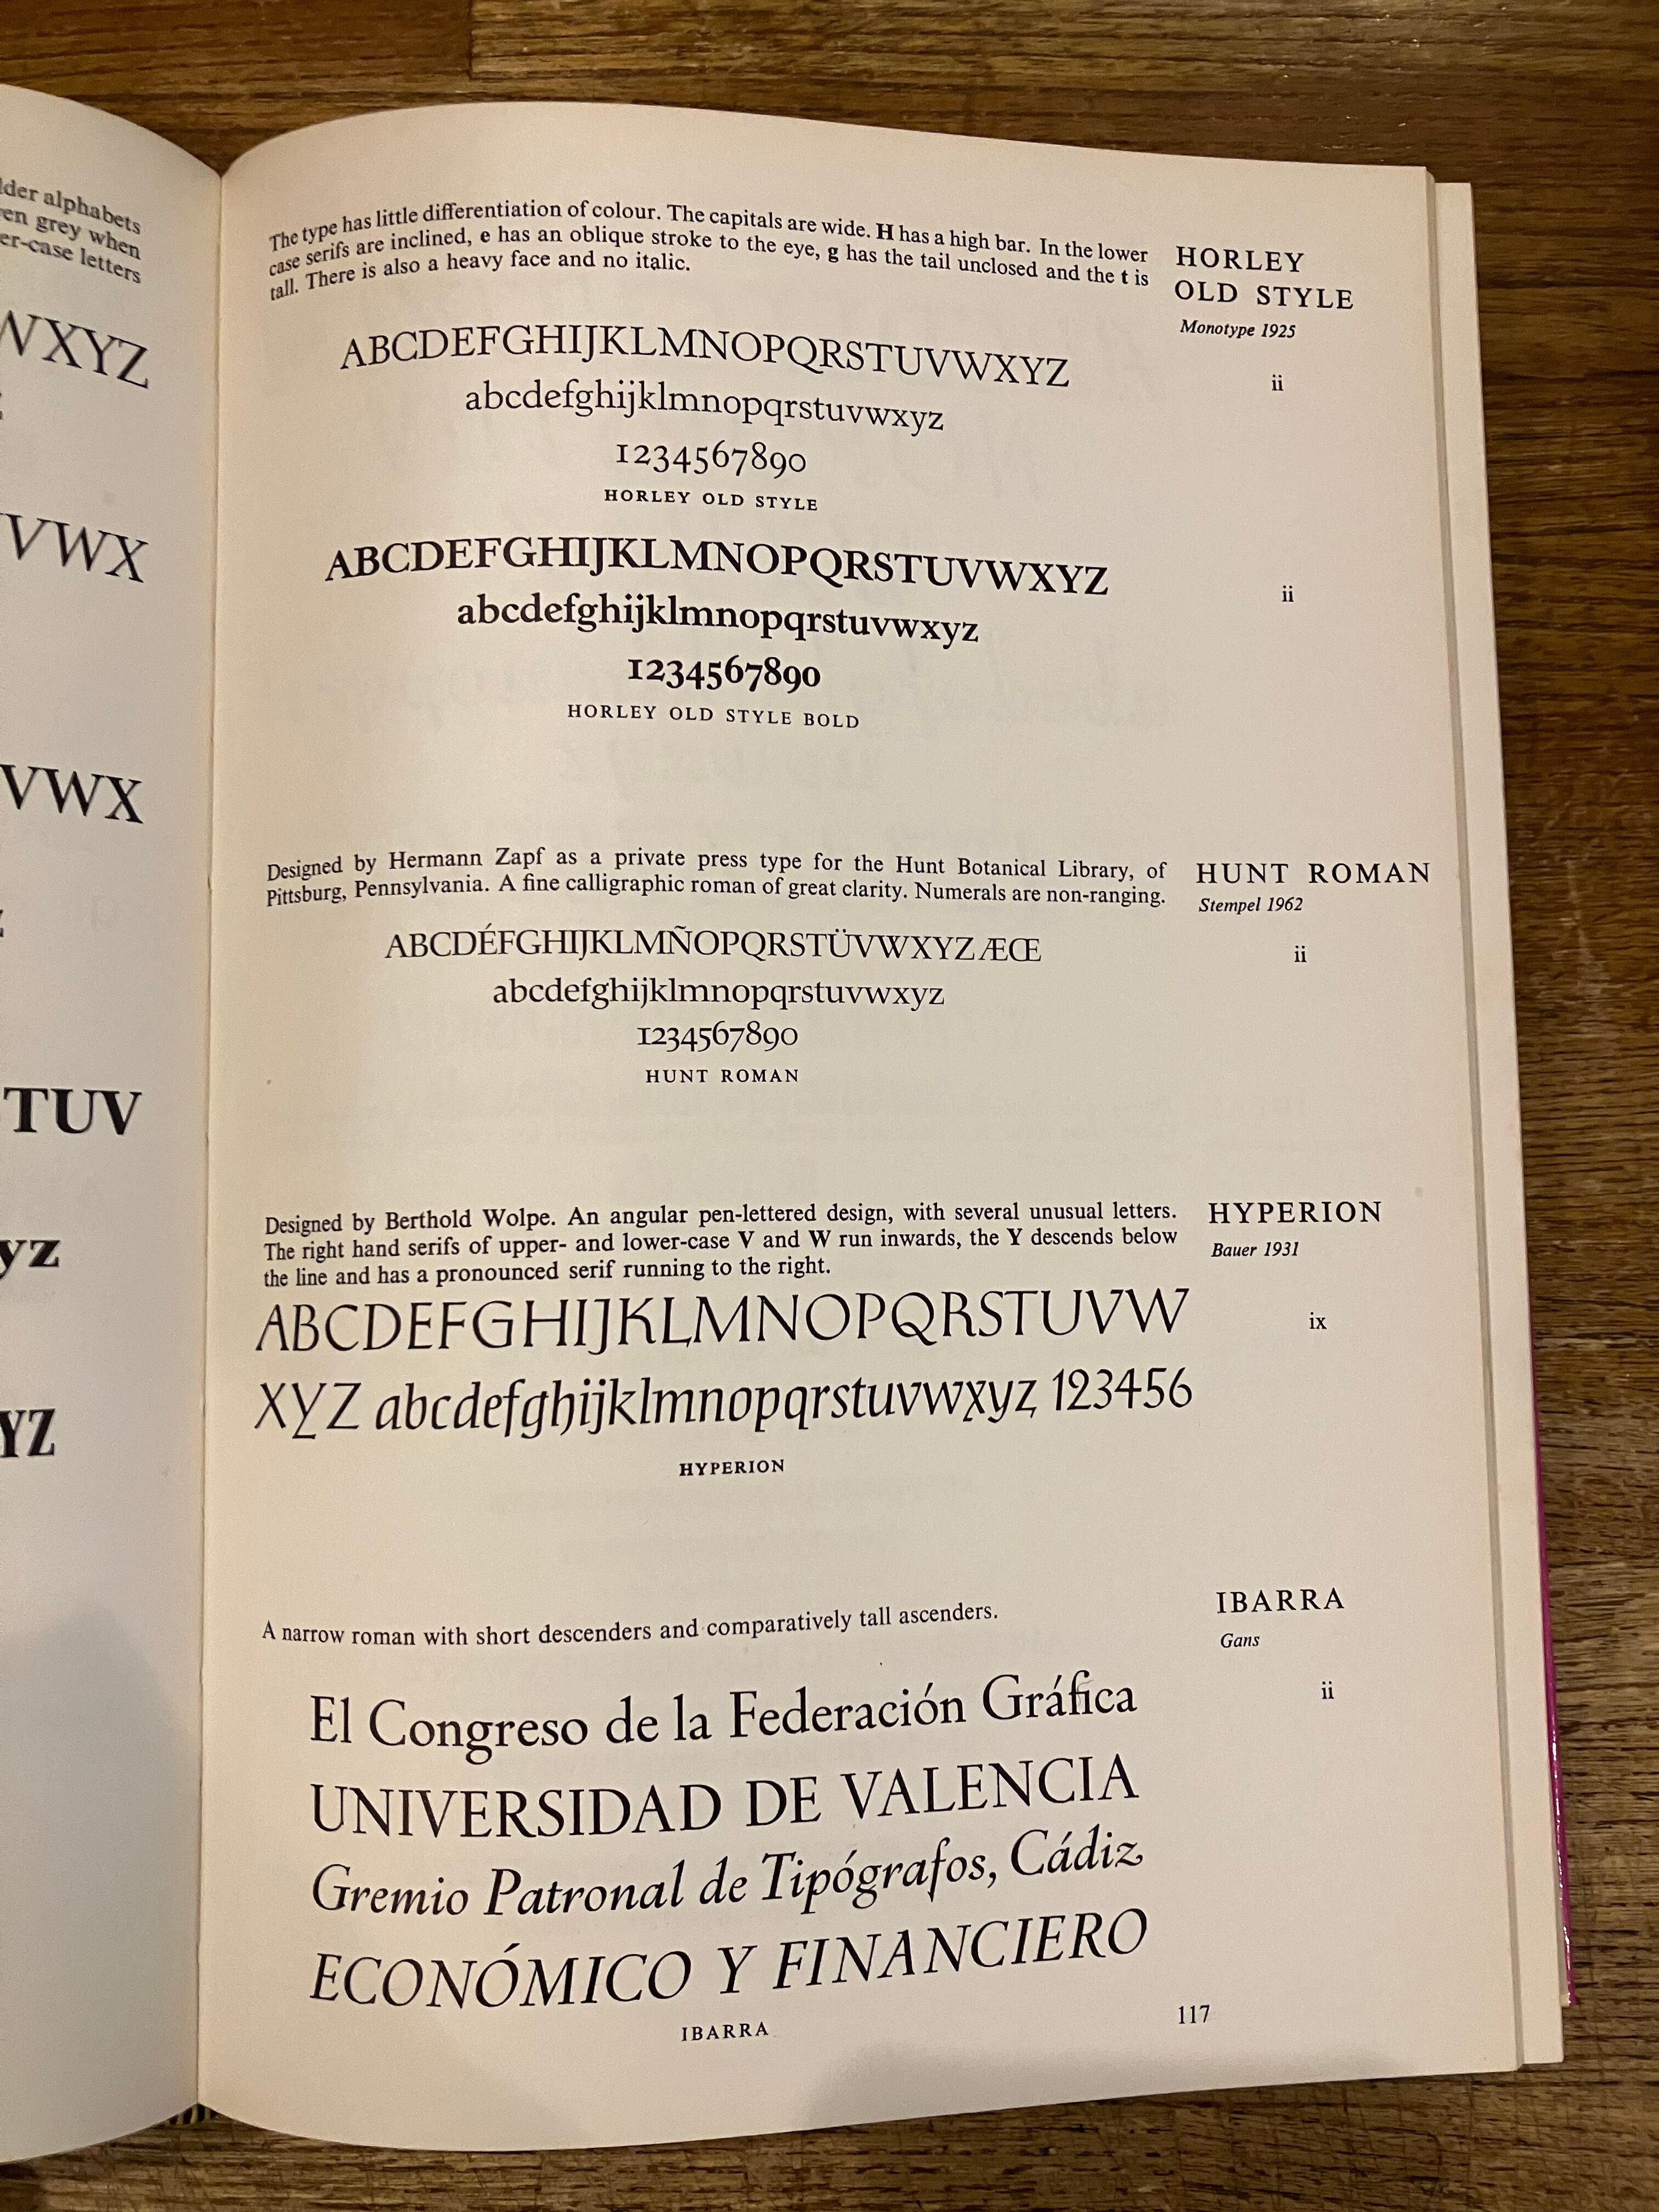 lder alphabets
en grey when
er-case letters
WXYZ
VWX
VWX
TUV
yz
YZ
The type has little differentiation of colour. The capitals are wide. H has a high bar. In the lower
case serifs are inclined, e has an oblique stroke to the eye, g has the tail unclosed and the t is
tall. There is also a heavy face and no italic.
HORLEY
OLD STYLE
Monotype 1925
ABCDEFGHIJKLMNOPQRSTUVWXYZ
ii
abcdefghijklmnopqrstuvwxyz
1234567890
HORLEY OLD STYLE
ABCDEFGHIJKLMNOPQRSTUVWXYZ
ii
abcdefghijklmnopqrstuvwxyz
1234567890
HORLEY OLD STYLE BOLD
Designed by Hermann Zapf as a private press type for the Hunt Botanical Library, of
Pittsburg, Pennsylvania. A fine calligraphic roman of great clarity. Numerals are non-ranging.
HUNT ROMAN
Stempel 1962
ABCDÉFGHIJKLMÑOPQRSTÜVWXYZÆŒ
ii
abcdefghijklmnopqrstuvwxyz
1234567890
HUNT ROMAN
Designed by Berthold Wolpe. An angular pen-lettered design, with several unusual letters.
The right hand serifs of upper- and lower-case V and W run inwards, the Y descends below
the line and has a pronounced serif running to the right.
HYPERION
Bauer 1931
ABCDEFGHIJKLMNOPQRSTUVW
ix
XYZ abcdefghijklmnopqrstuvwxyz 123456
HYPERION
A narrow roman with short descenders and comparatively tall ascenders.
IBARRA
Gans
El Congreso de la Federación Gráfica
ii
UNIVERSIDAD DE VALENCIA
Gremio Patronal de Tipógrafos, Cádiz
ECONÓMICO Y FINANCIERO
IBARRA
117